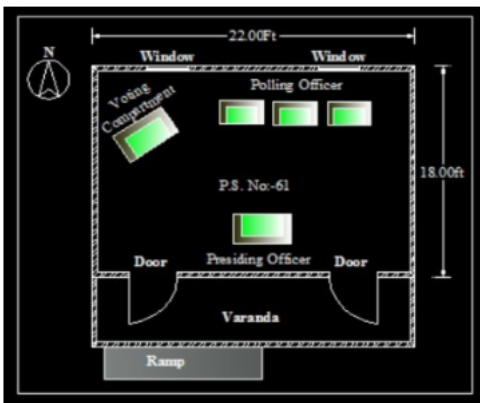 22.00Ft
N
Window
Window
Voting
Compartment
Polling Officer
18.00ft
P.S. No:-61
Door
Presiding Officer
Door
Varanda
Ramp